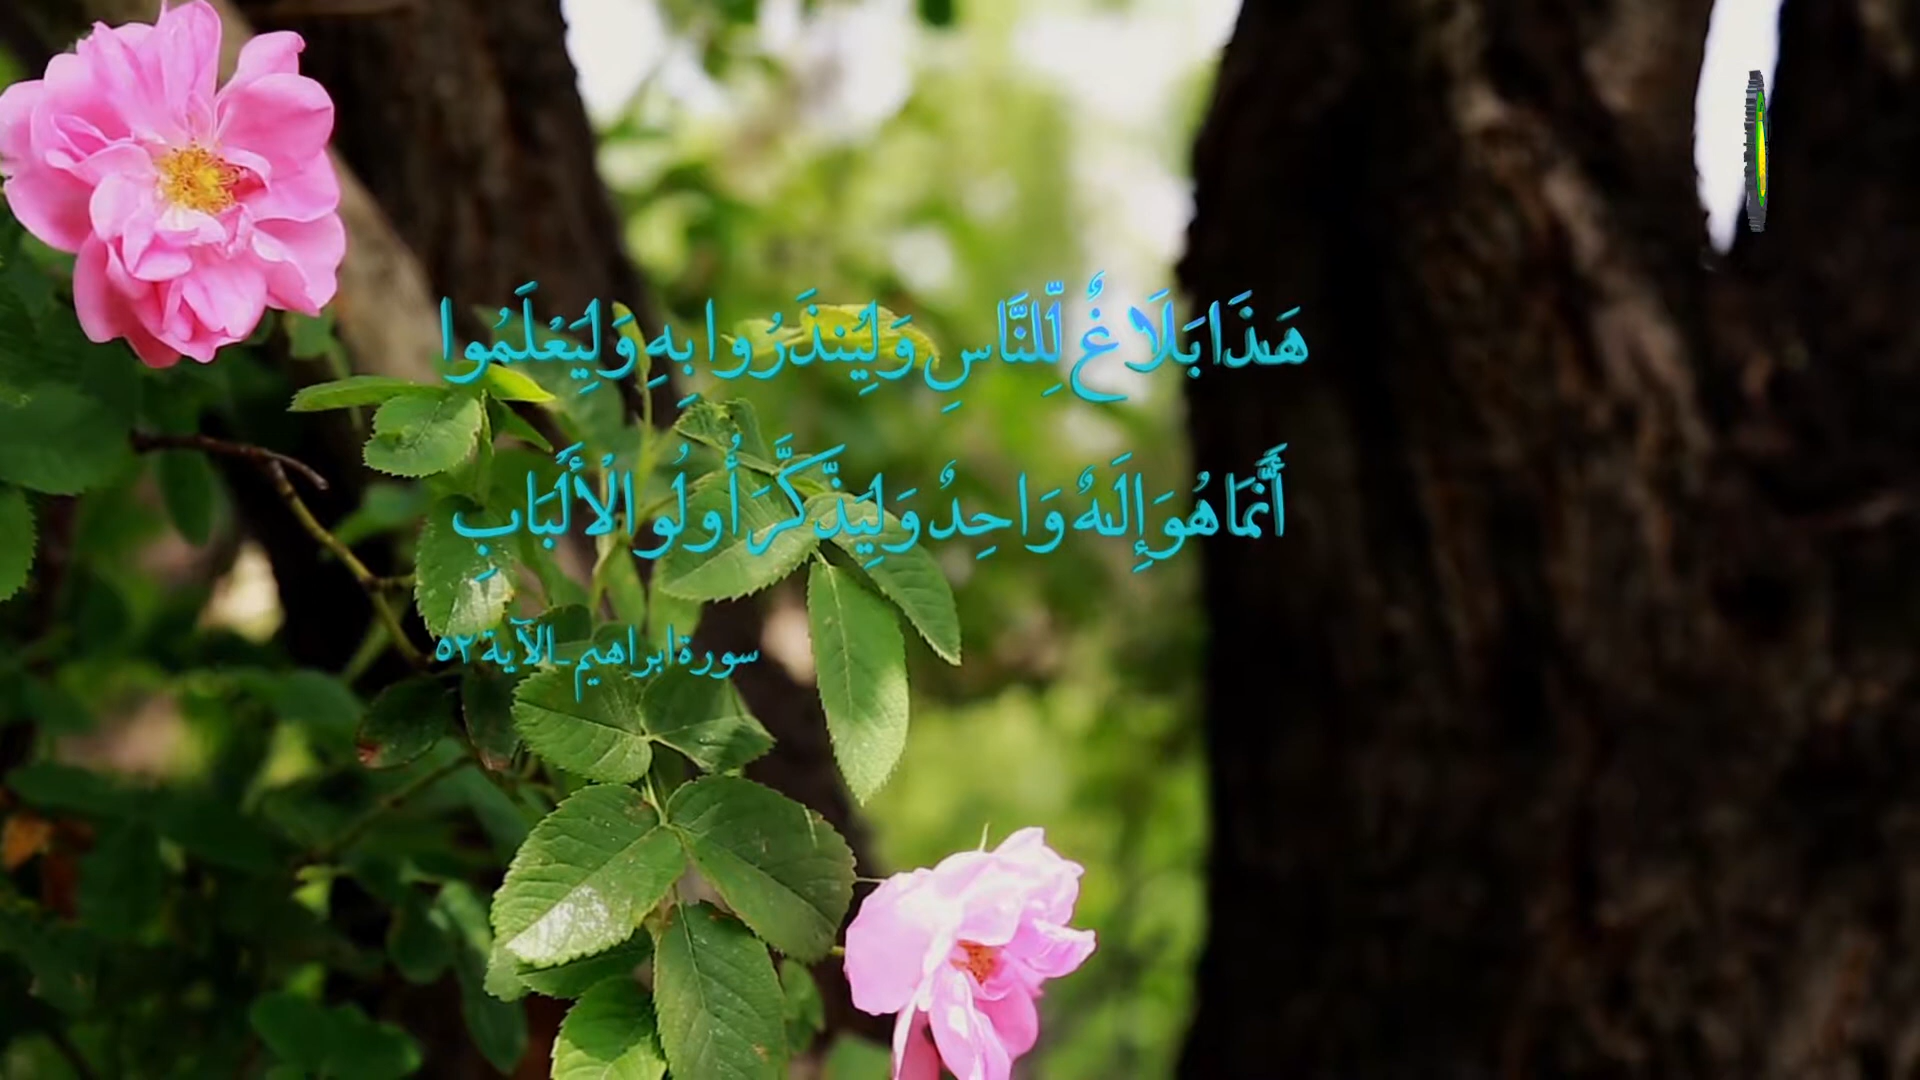 هَذَا بَلَاغٌ لِّلنَّاسِ وَلِيُنذَرُوا بِهِ وَلِيَعْلَمُوا
أَنَّمَا هُوَ إِلَهٌ وَاحِدٌ وَلِيَذَّكَّرَ أُولُو الْأَلْبَابِ
سورة ابراهيم - الآية ٥٢